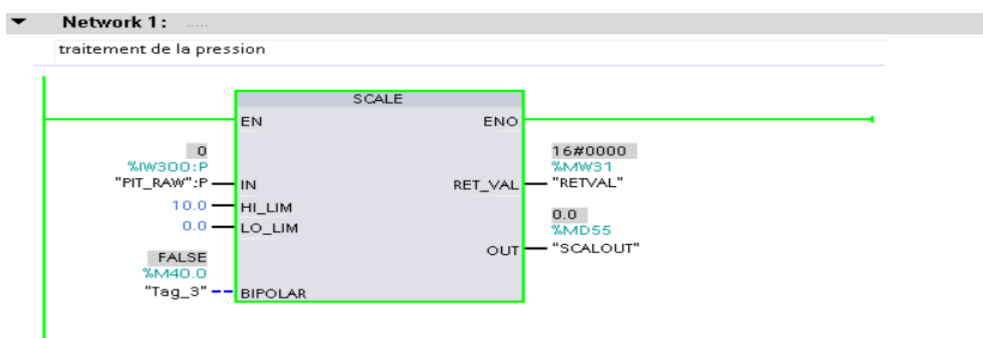 Network 1: .....
traitement de la pression
SCALE
EN ENO
0 16#0000
%IW300:P %MW31
"PIT_RAW":P IN RET_VAL "RETVAL"
10.0 HI_LIM
0.0 LO_LIM 0.0
%MD55
OUT "SCALOUT"
FALSE
%M40.0
"Tag_3" BIPOLAR